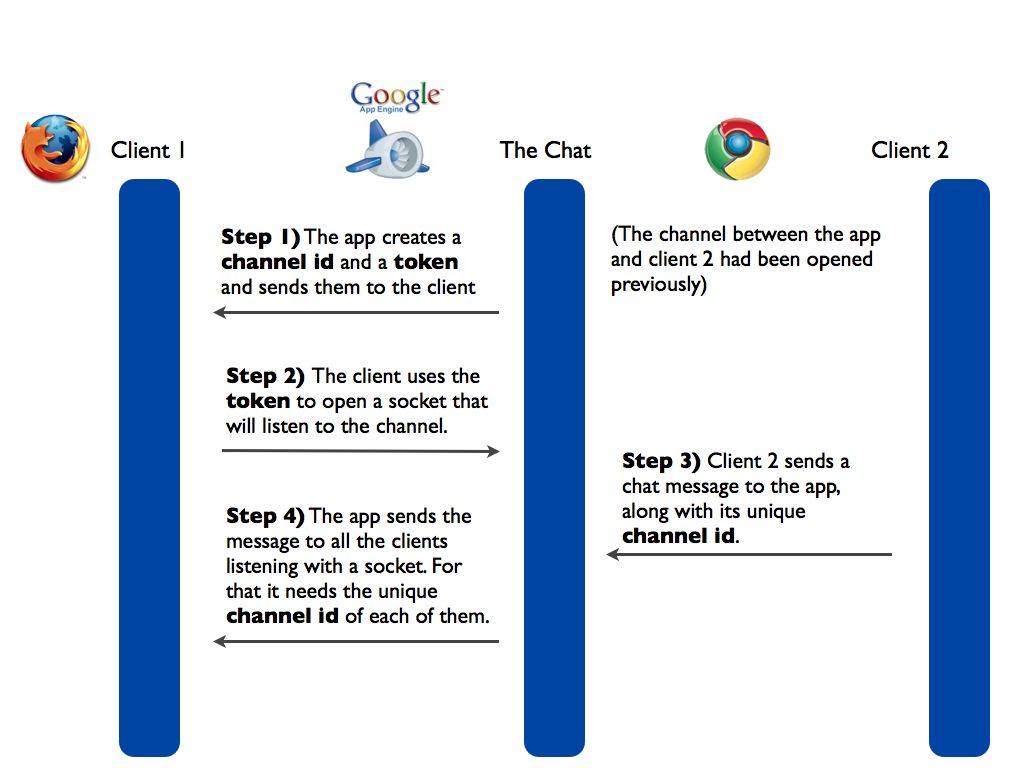 Google
App Engine
Client 1
The Chat
Client 2
Step 1) The app creates a
channel id and a token
and sends them to the client
(The channel between the app
and client 2 had been opened
previously)
Step 2) The client uses the
token to open a socket that
will listen to the channel.
Step 3) Client 2 sends a
chat message to the app,
along with its unique
channel id.
Step 4) The app sends the
message to all the clients
listening with a socket. For
that it needs the unique
channel id of each of them.